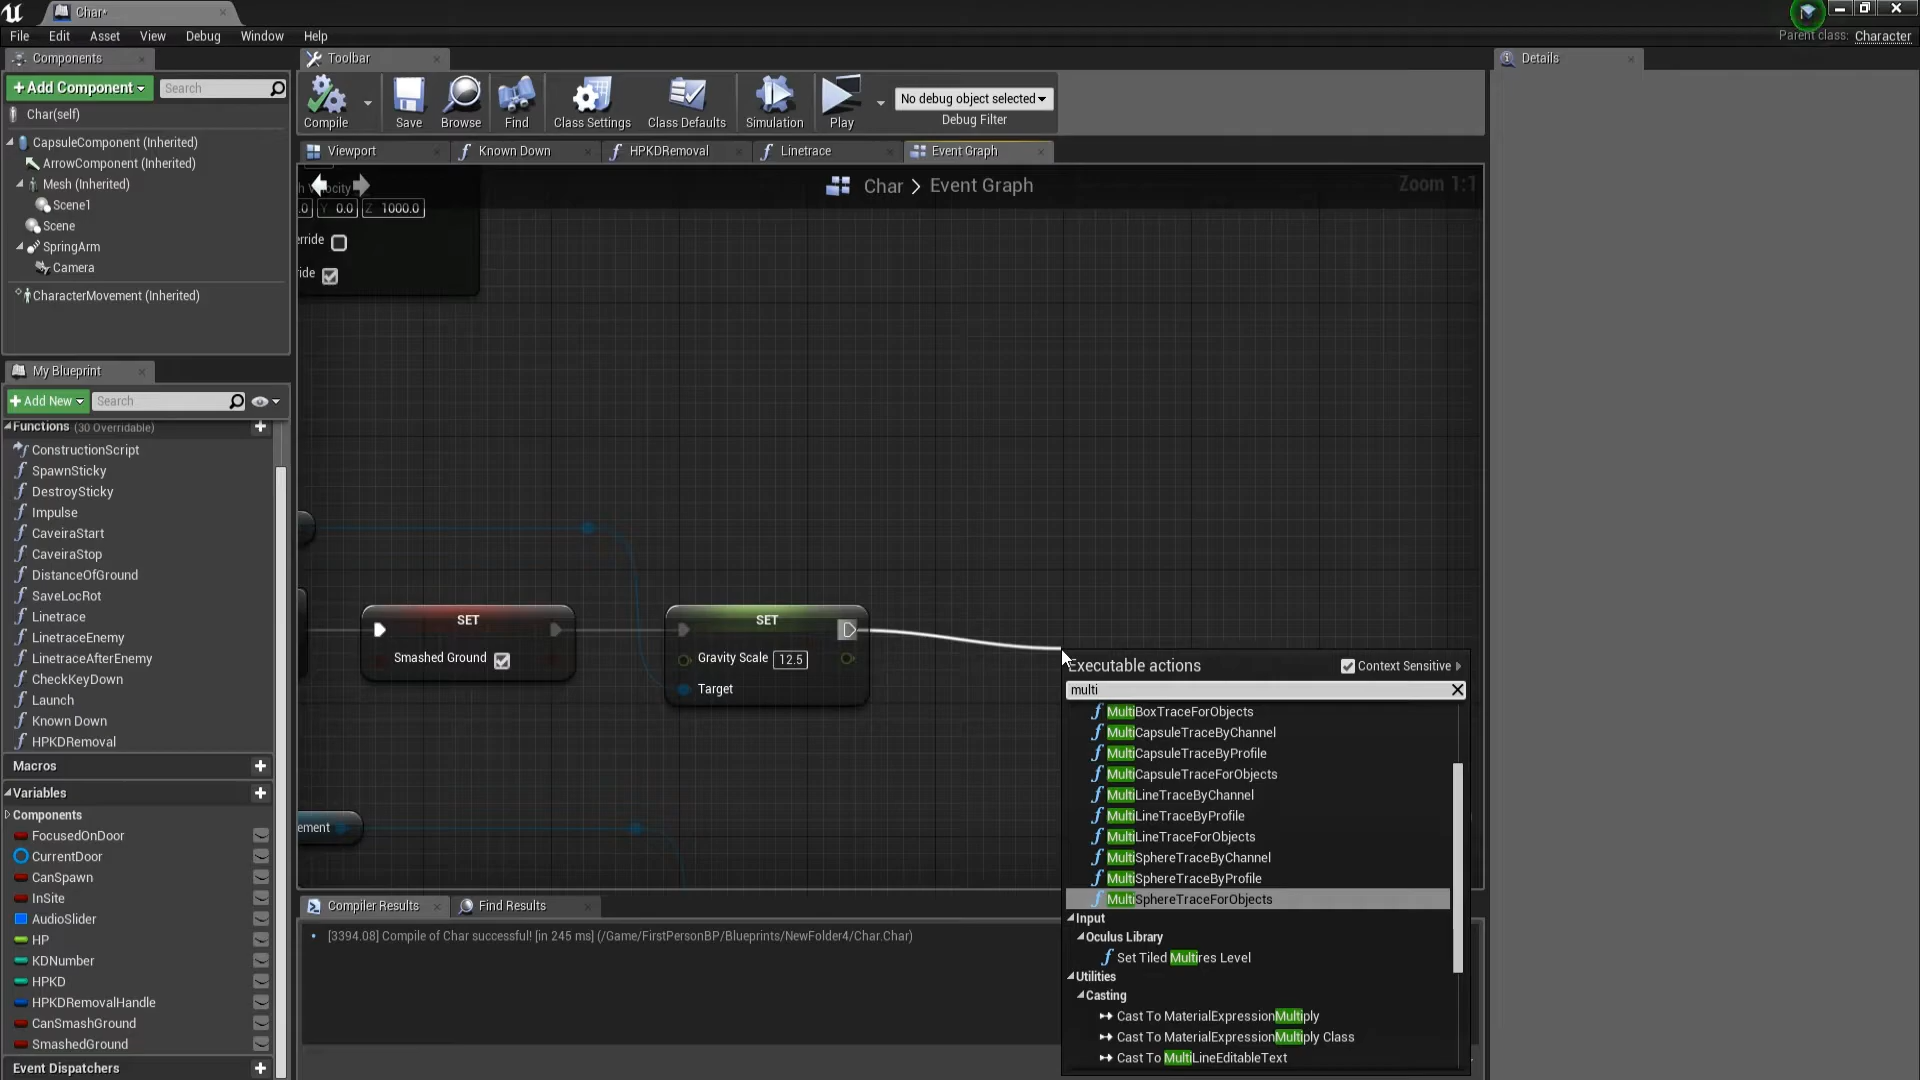 Char*
File Edit Asset View Debug Window Help
Parent class: Character
Components
Toolbar
Details
+Add Component
Search
Compile
Save
Browse
Find
Class Settings
Class Defaults
Simulation
Play
No debug object selected
Debug Filter
Char(self)
CapsuleComponent (Inherited)
ArrowComponent (Inherited)
Mesh (Inherited)
Scene1
Scene
SpringArm
Camera
CharacterMovement (Inherited)
Viewport
Known Down
HPKDRemoval
Linetrace
Event Graph
Char > Event Graph
Zoom 1:1
h Velocity
.0 Y 0.0 Z 1000.0
erride
ide
My Blueprint
+Add New
Search
Functions (30 Overridable)
ConstructionScript
SpawnSticky
DestroySticky
Impulse
CaveiraStart
CaveiraStop
DistanceOfGround
SaveLocRot
Linetrace
LinetraceEnemy
LinetraceAfterEnemy
CheckKeyDown
Launch
Known Down
HPKDRemoval
Macros
Variables
Components
FocusedOnDoor
CurrentDoor
CanSpawn
InSite
AudioSlider
HP
KDNumber
HPKD
HPKDRemovalHandle
CanSmashGround
SmashedGround
Event Dispatchers
SET
Smashed Ground
SET
Gravity Scale 12.5
Target
ement
Executable actions
Context Sensitive
multi
MultiBoxTraceForObjects
MultiCapsuleTraceByChannel
MultiCapsuleTraceByProfile
MultiCapsuleTraceForObjects
MultiLineTraceByChannel
MultiLineTraceByProfile
MultiLineTraceForObjects
MultiSphereTraceByChannel
MultiSphereTraceByProfile
MultiSphereTraceForObjects
Input
Oculus Library
Set Tiled Multires Level
Utilities
Casting
Cast To MaterialExpressionMultiply
Cast To MaterialExpressionMultiply Class
Cast To MultiLineEditableText
Compiler Results
Find Results
[3394.08] Compile of Char successful! [in 245 ms] (/Game/FirstPersonBP/Blueprints/NewFolder4/Char.Char)